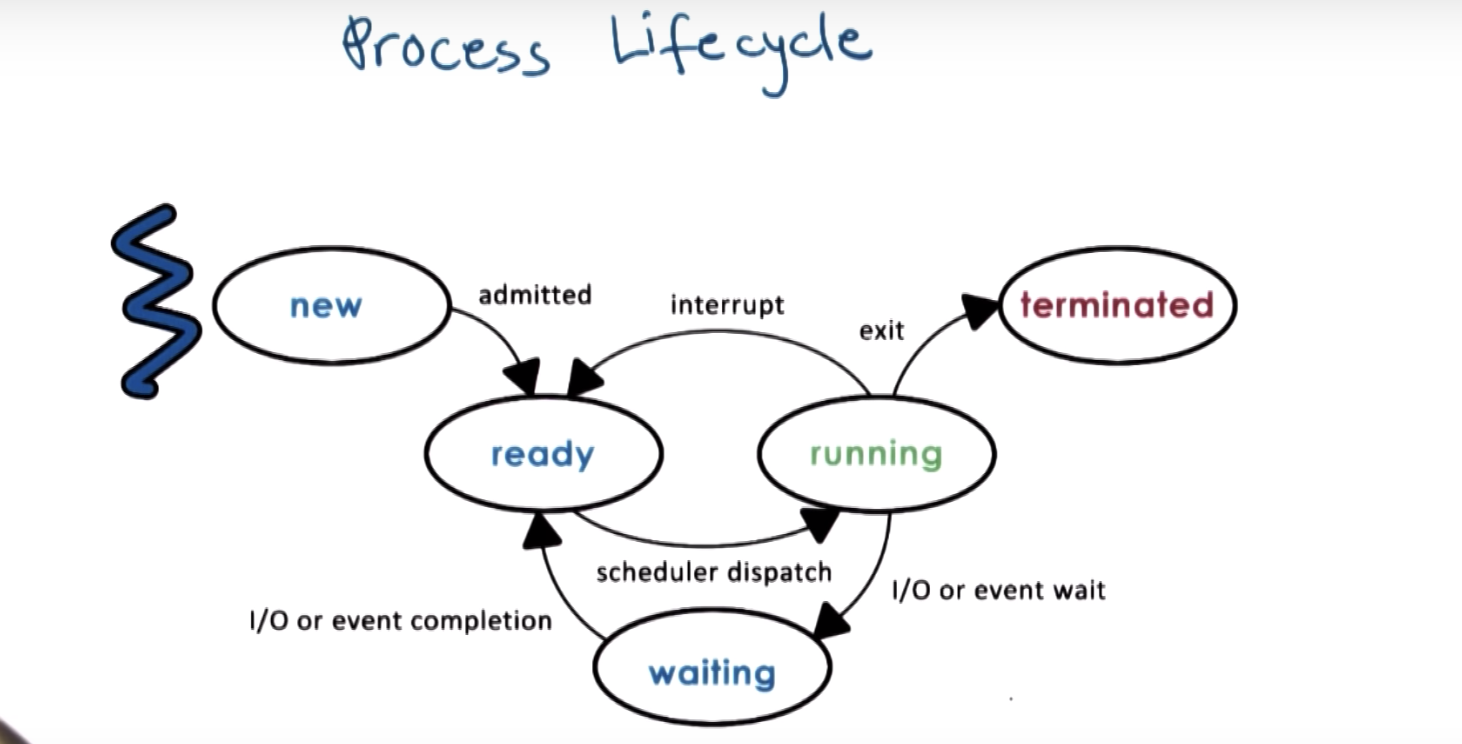 Process Lifecycle
new
admitted
interrupt
exit
terminated
ready
running
scheduler dispatch
I/O or event wait
I/O or event completion
waiting